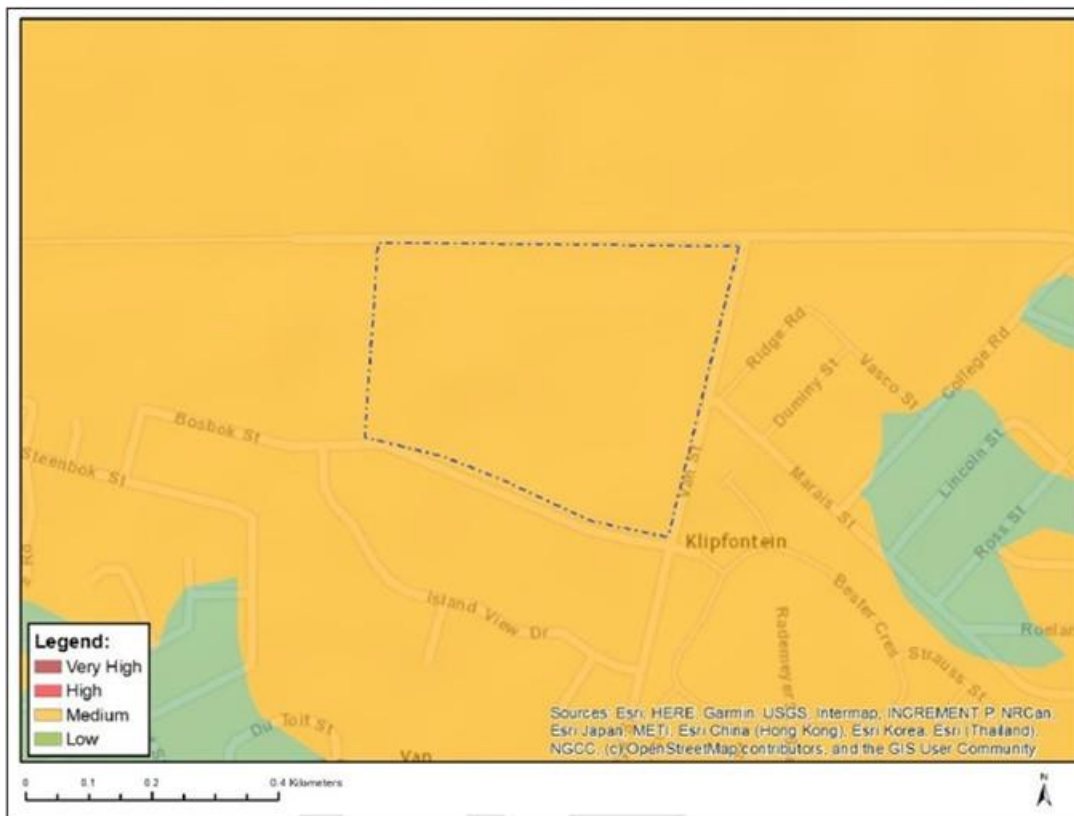 Ridge Rd
Duminy St
Vasco St
College Rd
Lincoln St
Ross St
Bosbok St
Steenbok St
Van St
Marais St
Klipfontein
Island View Dr
Bester Cres
Strauss St
Du Toit St
Van
Legend:
Very High
High
Medium
Low
Sources: Esri, HERE, Garmin, USGS, Intermap, INCREMENT P, NRCan,
Esri Japan, METI, Esri China (Hong Kong), Esri Korea, Esri (Thailand),
NGCC, (c) OpenStreetMap contributors, and the GIS User Community
0 0.1 0.2 0.4 Kilometers
N